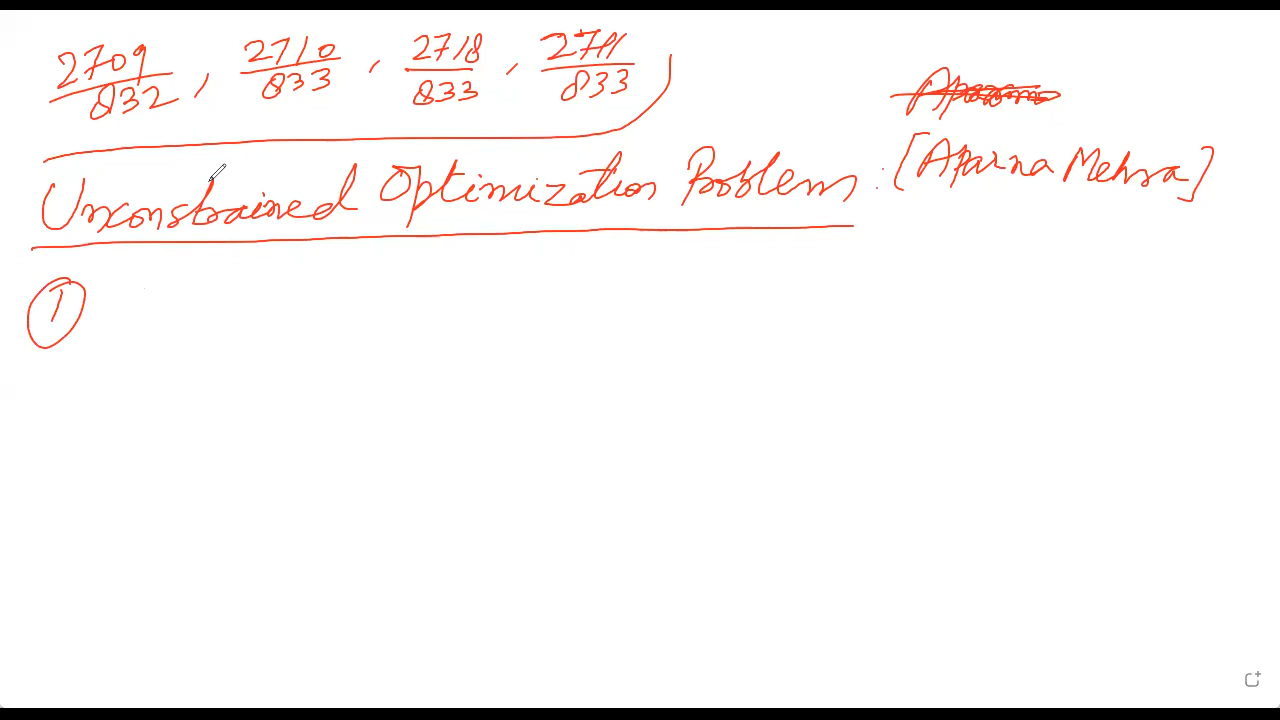 2709/832, 2710/833, 2718/833, 2711/833
Unconstrained Optimization Problem : [Aparna Mehra]
1